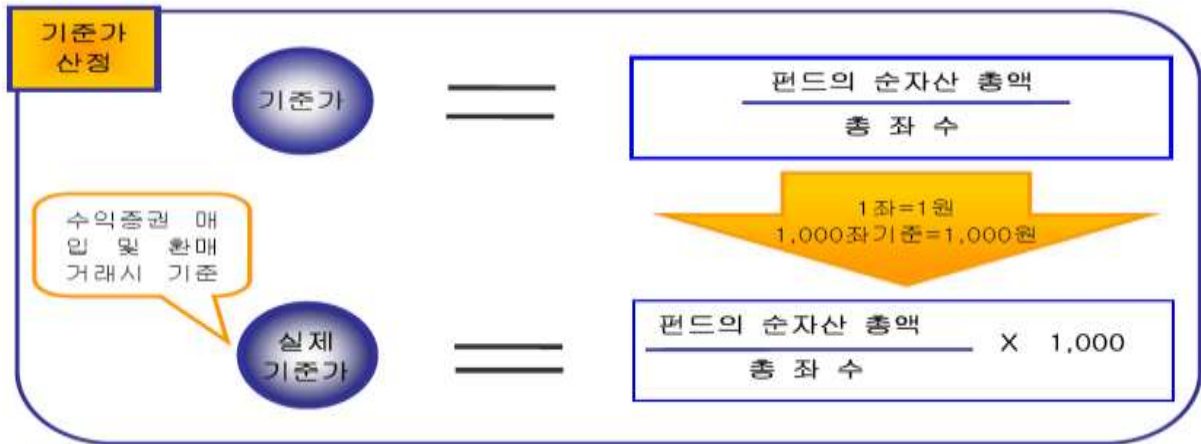 기준가
산정
기준가
펀드의 순자산 총액
총 좌 수
수익증권 매
입 및 환매
거래시 기준
1좌=1원
1,000좌기준=1,000원
실제
기준가
펀드의 순자산 총액
총 좌 수
X 1,000